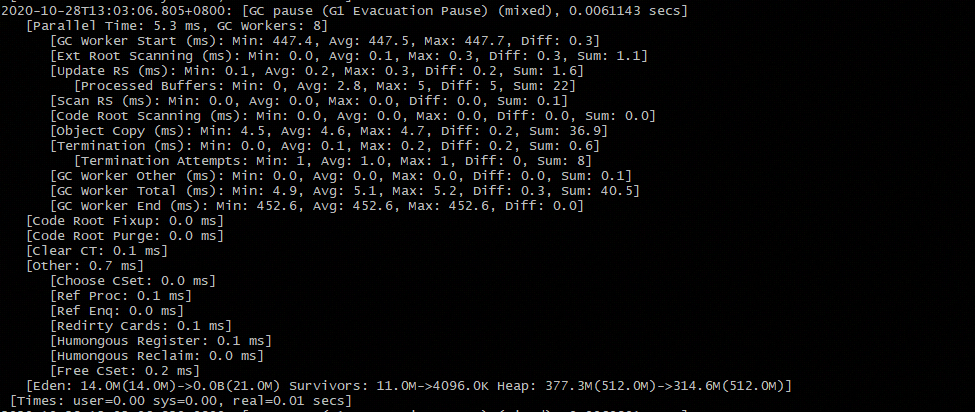 2020-10-28T13:03:06.805+0800: [GC pause (G1 Evacuation Pause) (mixed), 0.0061143 secs]
[Parallel Time: 5.3 ms, GC Workers: 8]
[GC Worker Start (ms): Min: 447.4, Avg: 447.5, Max: 447.7, Diff: 0.3]
[Ext Root Scanning (ms): Min: 0.0, Avg: 0.1, Max: 0.3, Diff: 0.3, Sum: 1.1]
[Update RS (ms): Min: 0.1, Avg: 0.2, Max: 0.3, Diff: 0.2, Sum: 1.6]
[Processed Buffers: Min: 0, Avg: 2.8, Max: 5, Diff: 5, Sum: 22]
[Scan RS (ms): Min: 0.0, Avg: 0.0, Max: 0.0, Diff: 0.0, Sum: 0.1]
[Code Root Scanning (ms): Min: 0.0, Avg: 0.0, Max: 0.0, Diff: 0.0, Sum: 0.0]
[Object Copy (ms): Min: 4.5, Avg: 4.6, Max: 4.7, Diff: 0.2, Sum: 36.9]
[Termination (ms): Min: 0.0, Avg: 0.1, Max: 0.2, Diff: 0.2, Sum: 0.6]
[Termination Attempts: Min: 1, Avg: 1.0, Max: 1, Diff: 0, Sum: 8]
[GC Worker Other (ms): Min: 0.0, Avg: 0.0, Max: 0.0, Diff: 0.0, Sum: 0.1]
[GC Worker Total (ms): Min: 4.9, Avg: 5.1, Max: 5.2, Diff: 0.3, Sum: 40.5]
[GC Worker End (ms): Min: 452.6, Avg: 452.6, Max: 452.6, Diff: 0.0]
[Code Root Fixup: 0.0 ms]
[Code Root Purge: 0.0 ms]
[Clear CT: 0.1 ms]
[Other: 0.7 ms]
[Choose CSet: 0.0 ms]
[Ref Proc: 0.1 ms]
[Ref Enq: 0.0 ms]
[Redirty Cards: 0.1 ms]
[Humongous Register: 0.1 ms]
[Humongous Reclaim: 0.0 ms]
[Free CSet: 0.2 ms]
[Eden: 14.0M(14.0M)->0.0B(21.0M) Survivors: 11.0M->4096.0K Heap: 377.3M(512.0M)->314.6M(512.0M)]
[Times: user=0.00 sys=0.00, real=0.01 secs]